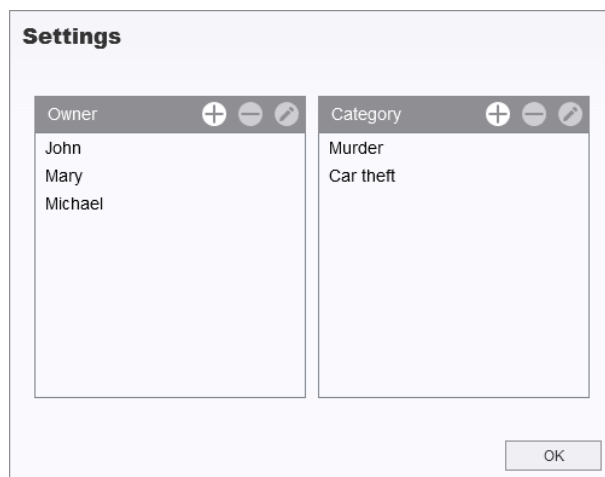 Settings
Owner
John
Mary
Michael
Category
Murder
Car theft
OK